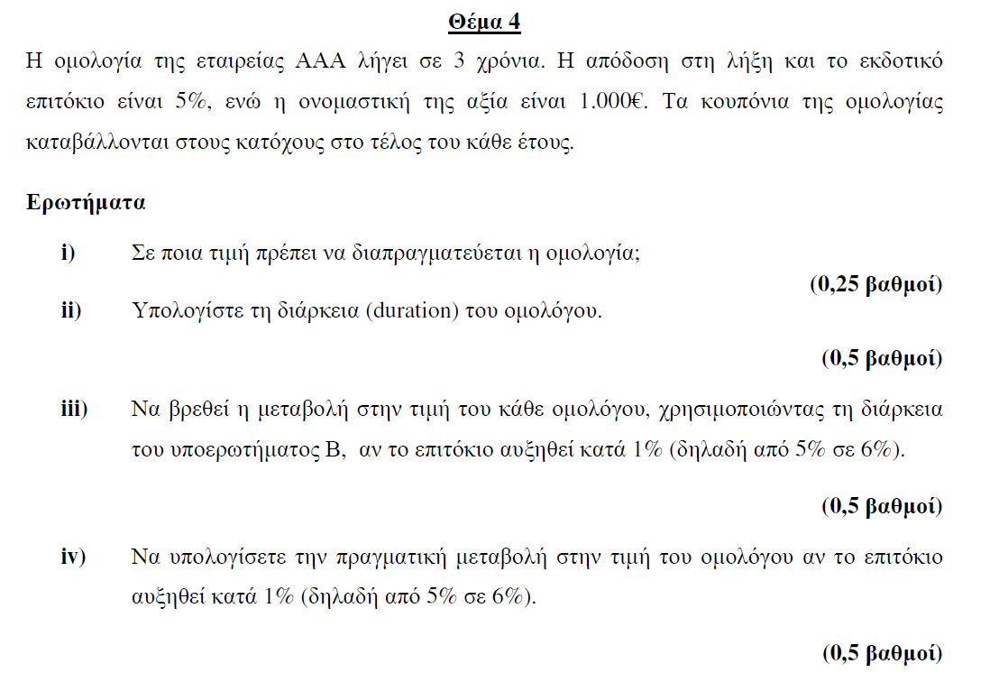 Θέμα 4
Η ομολογία της εταιρείας ΑΑΑ λήγει σε 3 χρόνια. Η απόδοση στη λήξη και το εκδοτικό
επιτόκιο είναι 5%, ενώ η ονομαστική της αξία είναι 1.000€. Τα κουπόνια της ομολογίας
καταβάλλονται στους κατόχους στο τέλος του κάθε έτους.
Ερωτήματα
i) Σε ποια τιμή πρέπει να διαπραγματεύεται η ομολογία;
(0,25 βαθμοί)
ii) Υπολογίστε τη διάρκεια (duration) του ομολόγου.
(0,5 βαθμοί)
iii) Να βρεθεί η μεταβολή στην τιμή του κάθε ομολόγου, χρησιμοποιώντας τη διάρκεια
του υποερωτήματος Β, αν το επιτόκιο αυξηθεί κατά 1% (δηλαδή από 5% σε 6%).
(0,5 βαθμοί)
iv) Να υπολογίσετε την πραγματική μεταβολή στην τιμή του ομολόγου αν το επιτόκιο
αυξηθεί κατά 1% (δηλαδή από 5% σε 6%).
(0,5 βαθμοί)